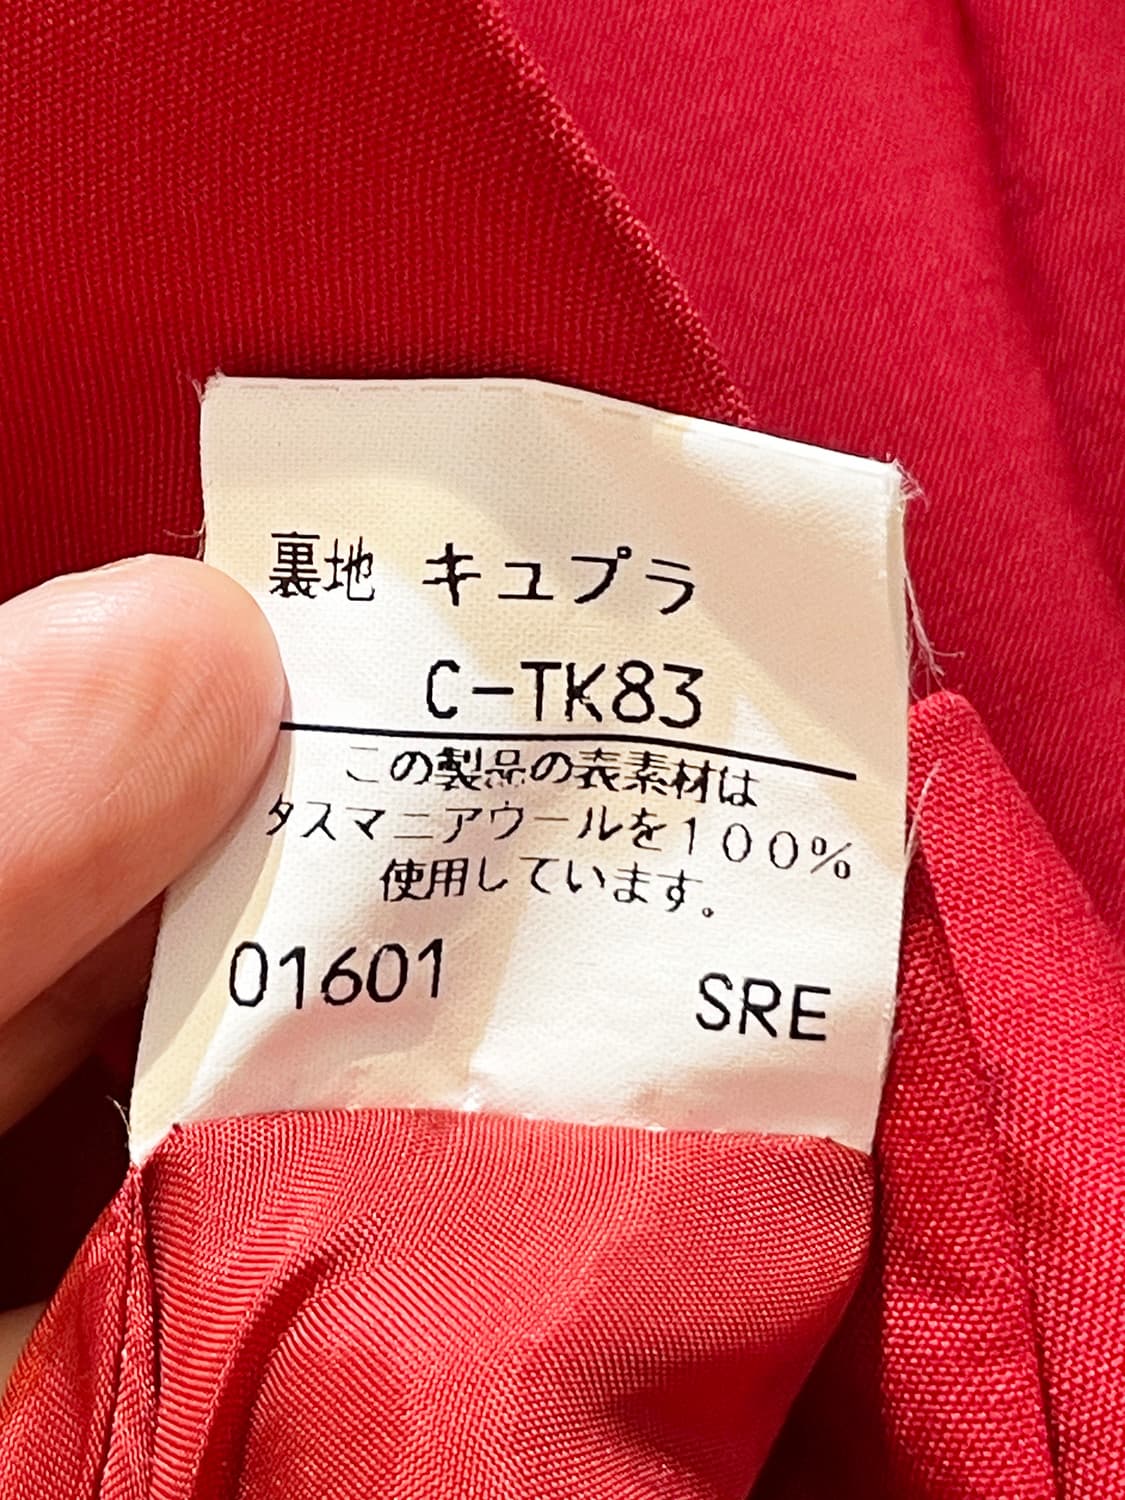 裏地 キュプラ
C-TK83
この製品の表素材は
タスマニアウールを100%
使用しています。
01601 SRE